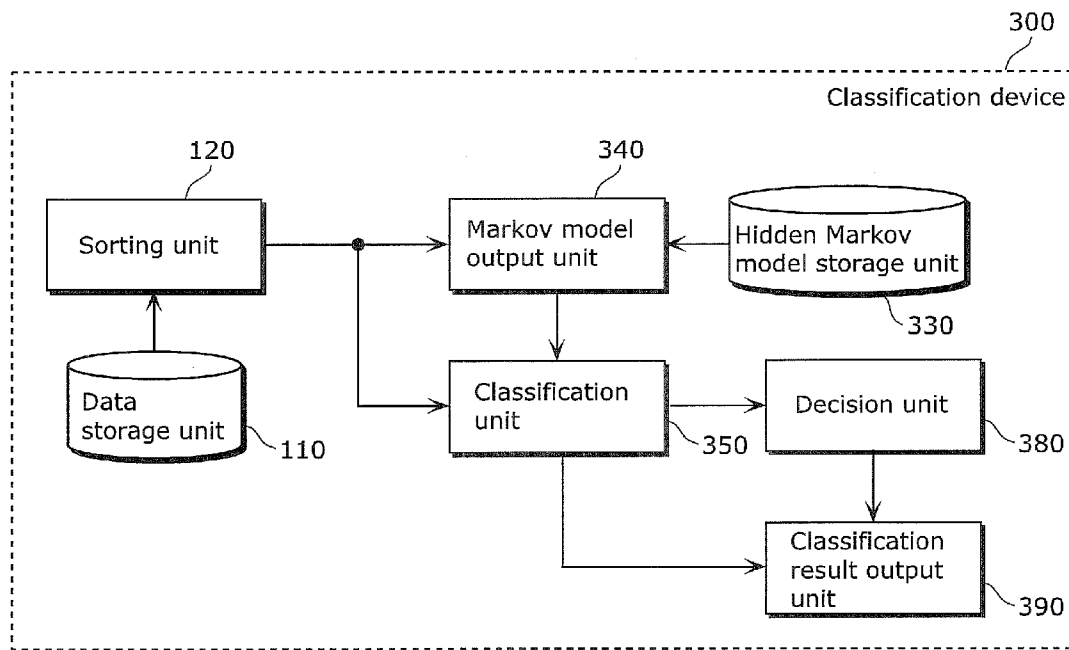 300
Classification device
120
340
Sorting unit
Markov model
output unit
Hidden Markov
model storage unit
330
Data
storage unit
110
Classification
unit
350
Decision unit
380
Classification
result output
unit
390